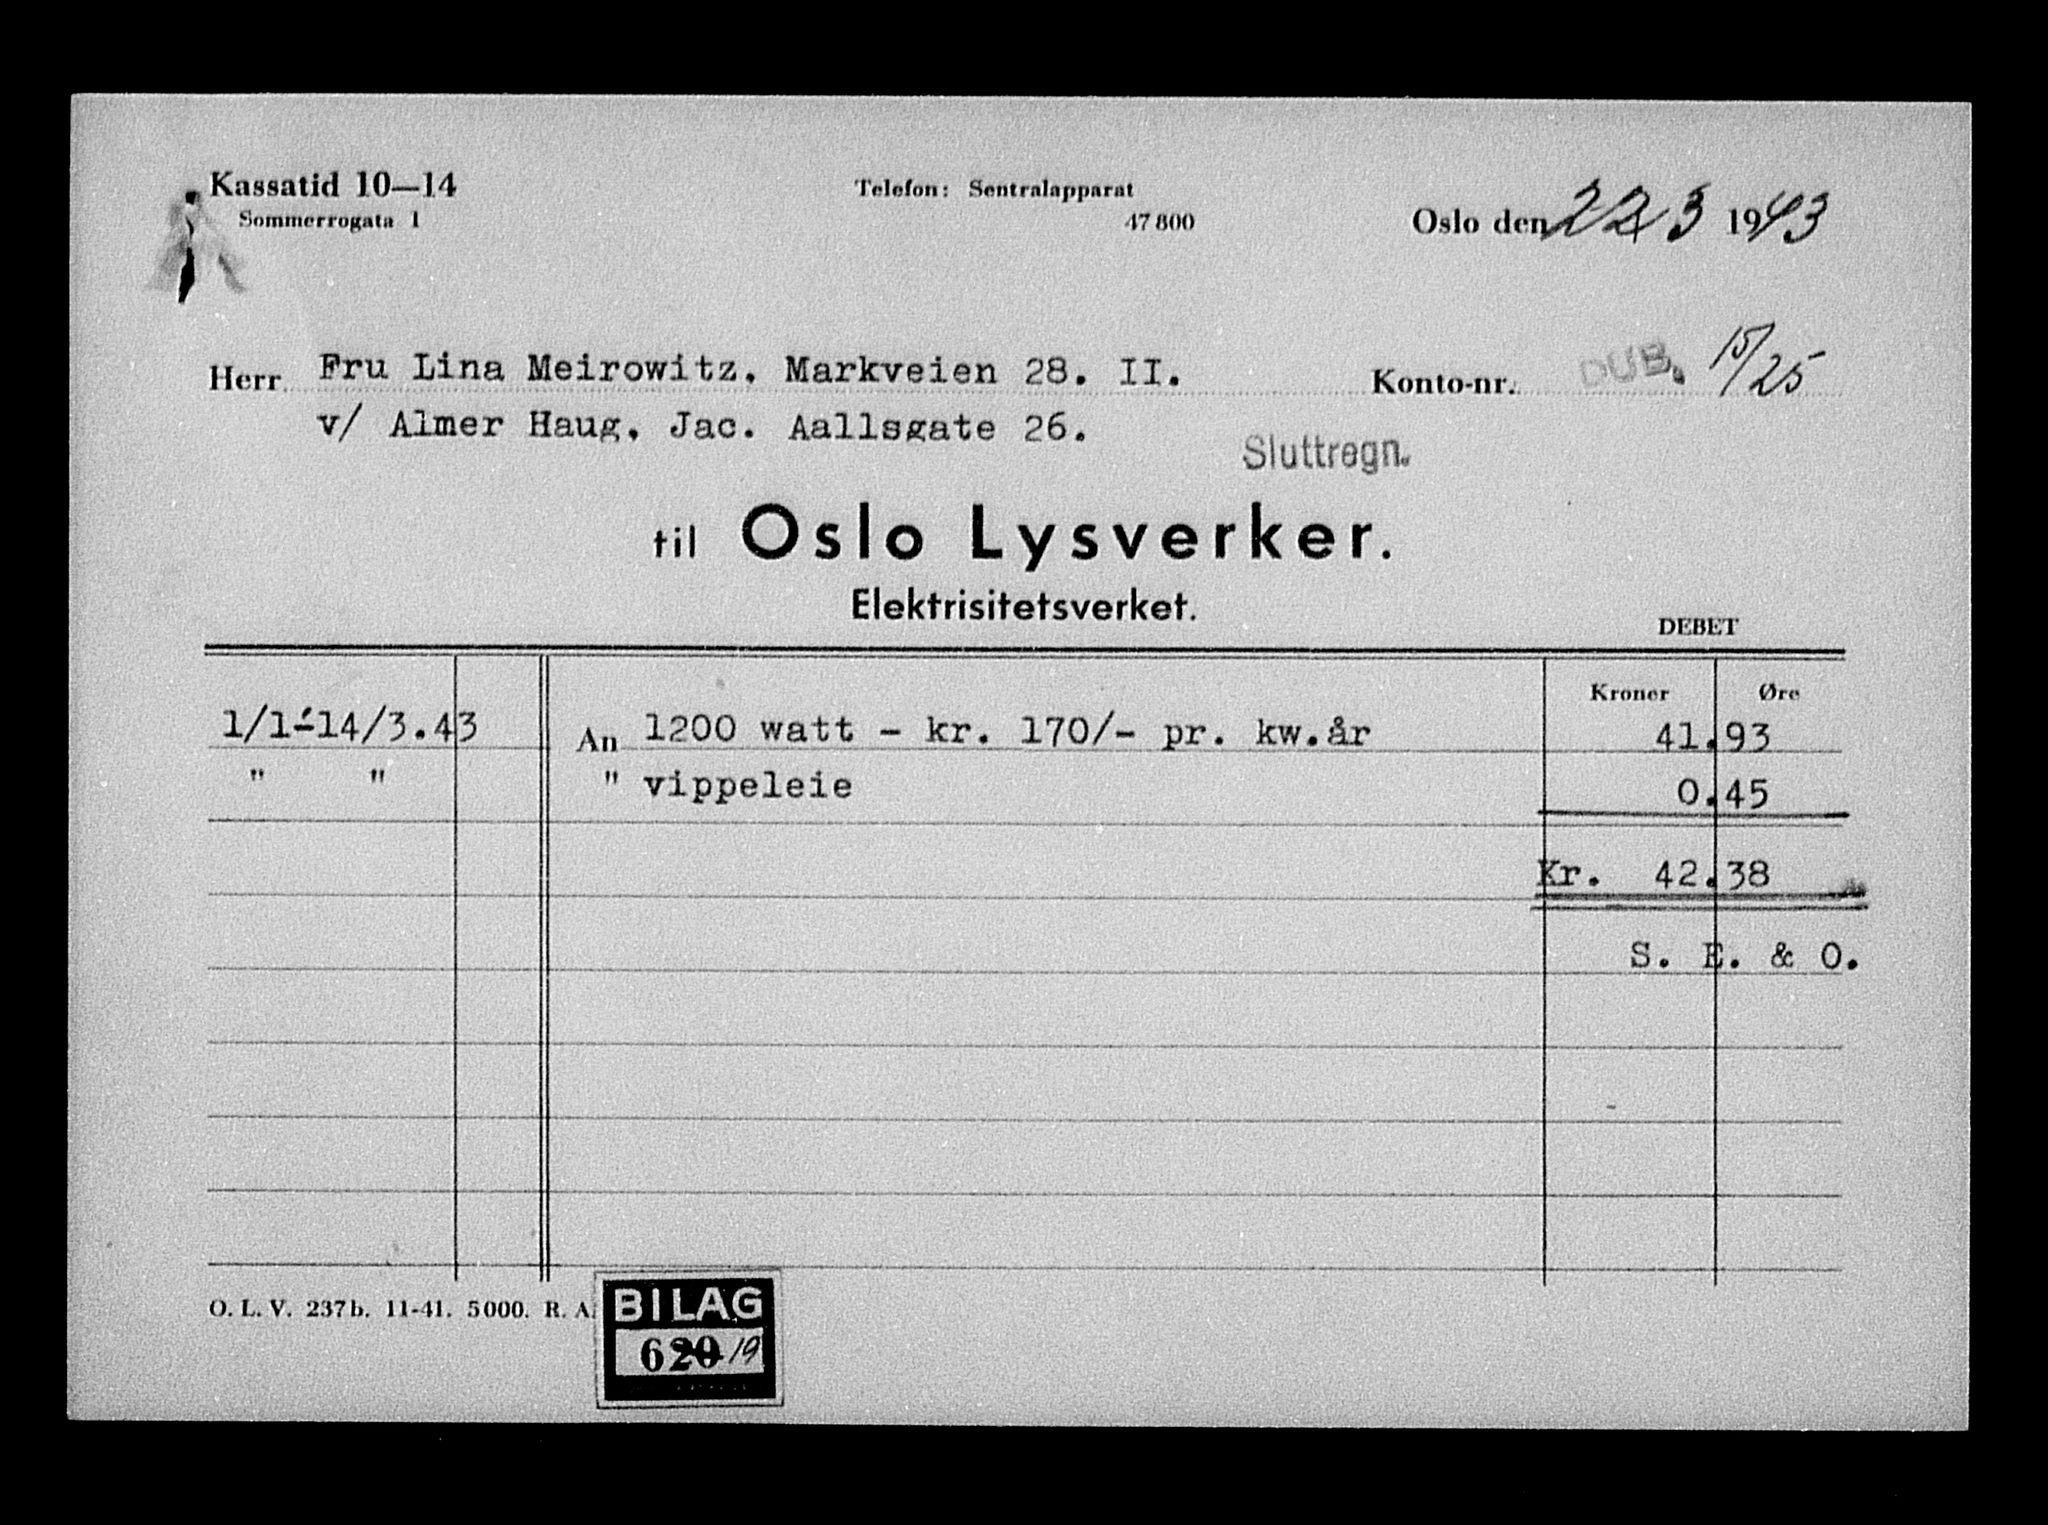 Kassatid 10—14
Sommerrogata 1
Telefon: Sentralapparat
47 800
Oslo den 22 3 1943
Herr Fru Lina Meirowitz. Markveien 28. II.
v/ Almer Haug. Jac. Aallsgate 26.
Konto-nr. DUB. 15/25
Sluttregn.
til Oslo Lysverker.
Elektrisitetsverket.
DEBET
Kroner Øre
1/1-14/3.43 An 1200 watt - kr. 170/- pr. kw.år 41.93
" " " vippeleie 0.45
Kr. 42.38
S. E. & O.
O. L. V. 237b. 11-41. 5000. R. A.
BILAG
620 19